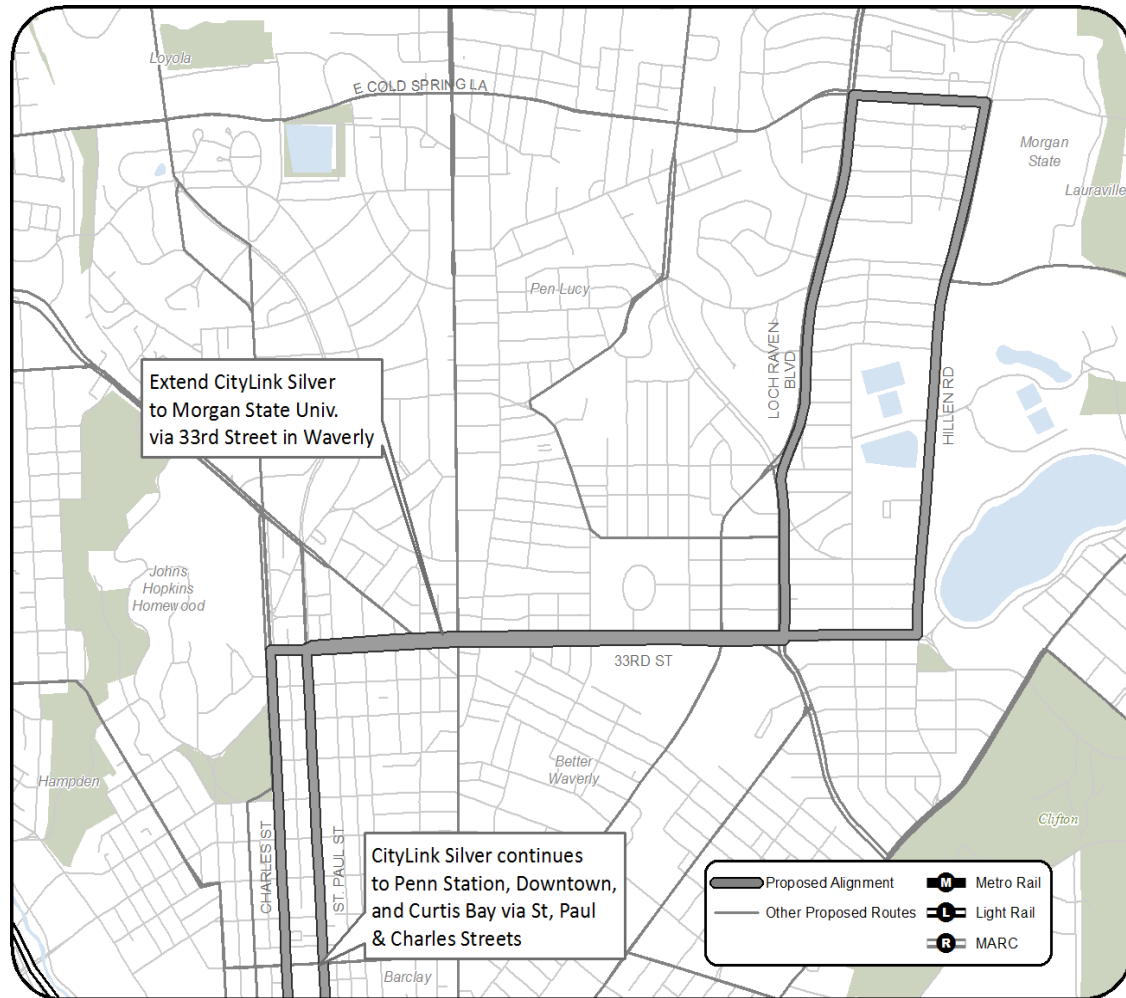 Loyola
E COLD SPRING LA
Morgan
State
Lauraville
Pen Lucy
LOCH RAVEN
BLVD
HILLEN RD
Extend CityLink Silver
to Morgan State Univ.
via 33rd Street in Waverly
Johns
Hopkins
Homewood
33RD ST
Hampden
Better
Waverly
Clifton
CHARLES ST
ST. PAUL ST
CityLink Silver continues
to Penn Station, Downtown,
and Curtis Bay via St, Paul
& Charles Streets
Barclay
Proposed Alignment
Other Proposed Routes
M Metro Rail
L Light Rail
R MARC